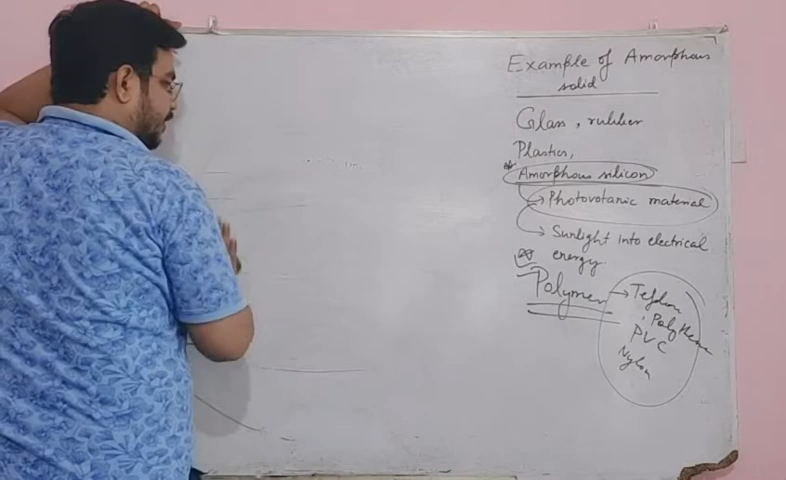 Example of Amorphous
solid
Glass, rubber
Plastics,
* Amorphous silicon
→ Photovotanic material
→ Sunlight into electrical
energy.
Polymer → Teflon
, Polythene
PVC
Nylon